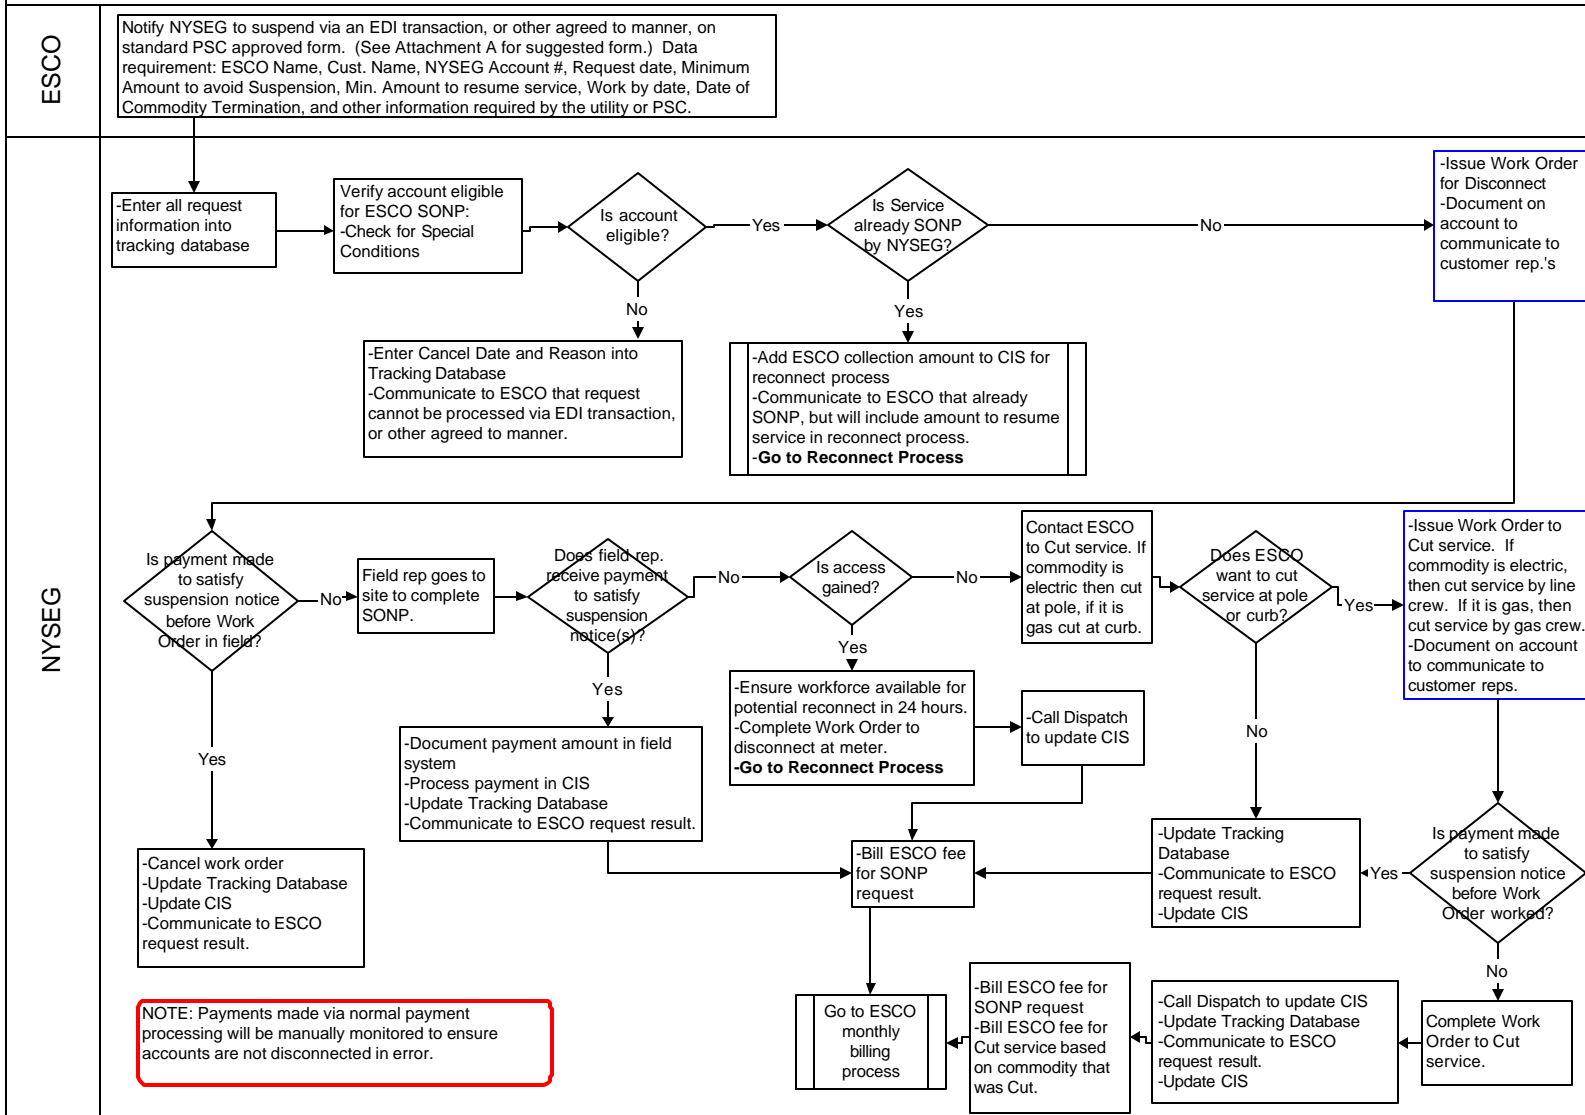 ESCO
Notify NYSEG to suspend via an EDI transaction, or other agreed to manner, on
standard PSC approved form.  (See Attachment A for suggested form.)  Data
requirement: ESCO Name, Cust. Name, NYSEG Account #, Request date, Minimum
Amount to avoid Suspension, Min. Amount to resume service, Work by date, Date of
Commodity Termination, and other information required by the utility or PSC.
NYSEG
-Enter all request
information into
tracking database
Verify account eligible
for ESCO SONP:
-Check for Special
Conditions
Is account
eligible?
Yes
No
Is Service
already SONP
by NYSEG?
No
Yes
-Issue Work Order
for Disconnect
-Document on
account to
communicate to
customer rep.'s
-Enter Cancel Date and Reason into
Tracking Database
-Communicate to ESCO that request
cannot be processed via EDI transaction,
or other agreed to manner.
-Add ESCO collection amount to CIS for
reconnect process
-Communicate to ESCO that already
SONP, but will include amount to resume
service in reconnect process.
-Go to Reconnect Process
Is payment made
to satisfy
suspension notice
before Work
Order in field?
No
Yes
Field rep goes to
site to complete
SONP.
Does field rep.
receive payment
to satisfy
suspension
notice(s)?
No
Yes
Is access
gained?
No
Yes
Contact ESCO
to Cut service. If
commodity is
electric then cut
at pole, if it is
gas cut at curb.
Does ESCO
want to cut
service at pole
or curb?
Yes
No
-Issue Work Order to
Cut service.  If
commodity is electric,
then cut service by line
crew.  If it is gas, then
cut service by gas crew.
-Document on account
to communicate to
customer reps.
-Document payment amount in field
system
-Process payment in CIS
-Update Tracking Database
-Communicate to ESCO request result.
-Ensure workforce available for
potential reconnect in 24 hours.
-Complete Work Order to
disconnect at meter.
-Go to Reconnect Process
-Call Dispatch
to update CIS
-Cancel work order
-Update Tracking Database
-Update CIS
-Communicate to ESCO
request result.
-Bill ESCO fee
for SONP
request
-Update Tracking
Database
-Communicate to ESCO
request result.
-Update CIS
Yes
Is payment made
to satisfy
suspension notice
before Work
Order worked?
No
NOTE: Payments made via normal payment
processing will be manually monitored to ensure
accounts are not disconnected in error.
Go to ESCO
monthly
billing
process
-Bill ESCO fee for
SONP request
-Bill ESCO fee for
Cut service based
on commodity that
was Cut.
-Call Dispatch to update CIS
-Update Tracking Database
-Communicate to ESCO
request result.
-Update CIS
Complete Work
Order to Cut
service.